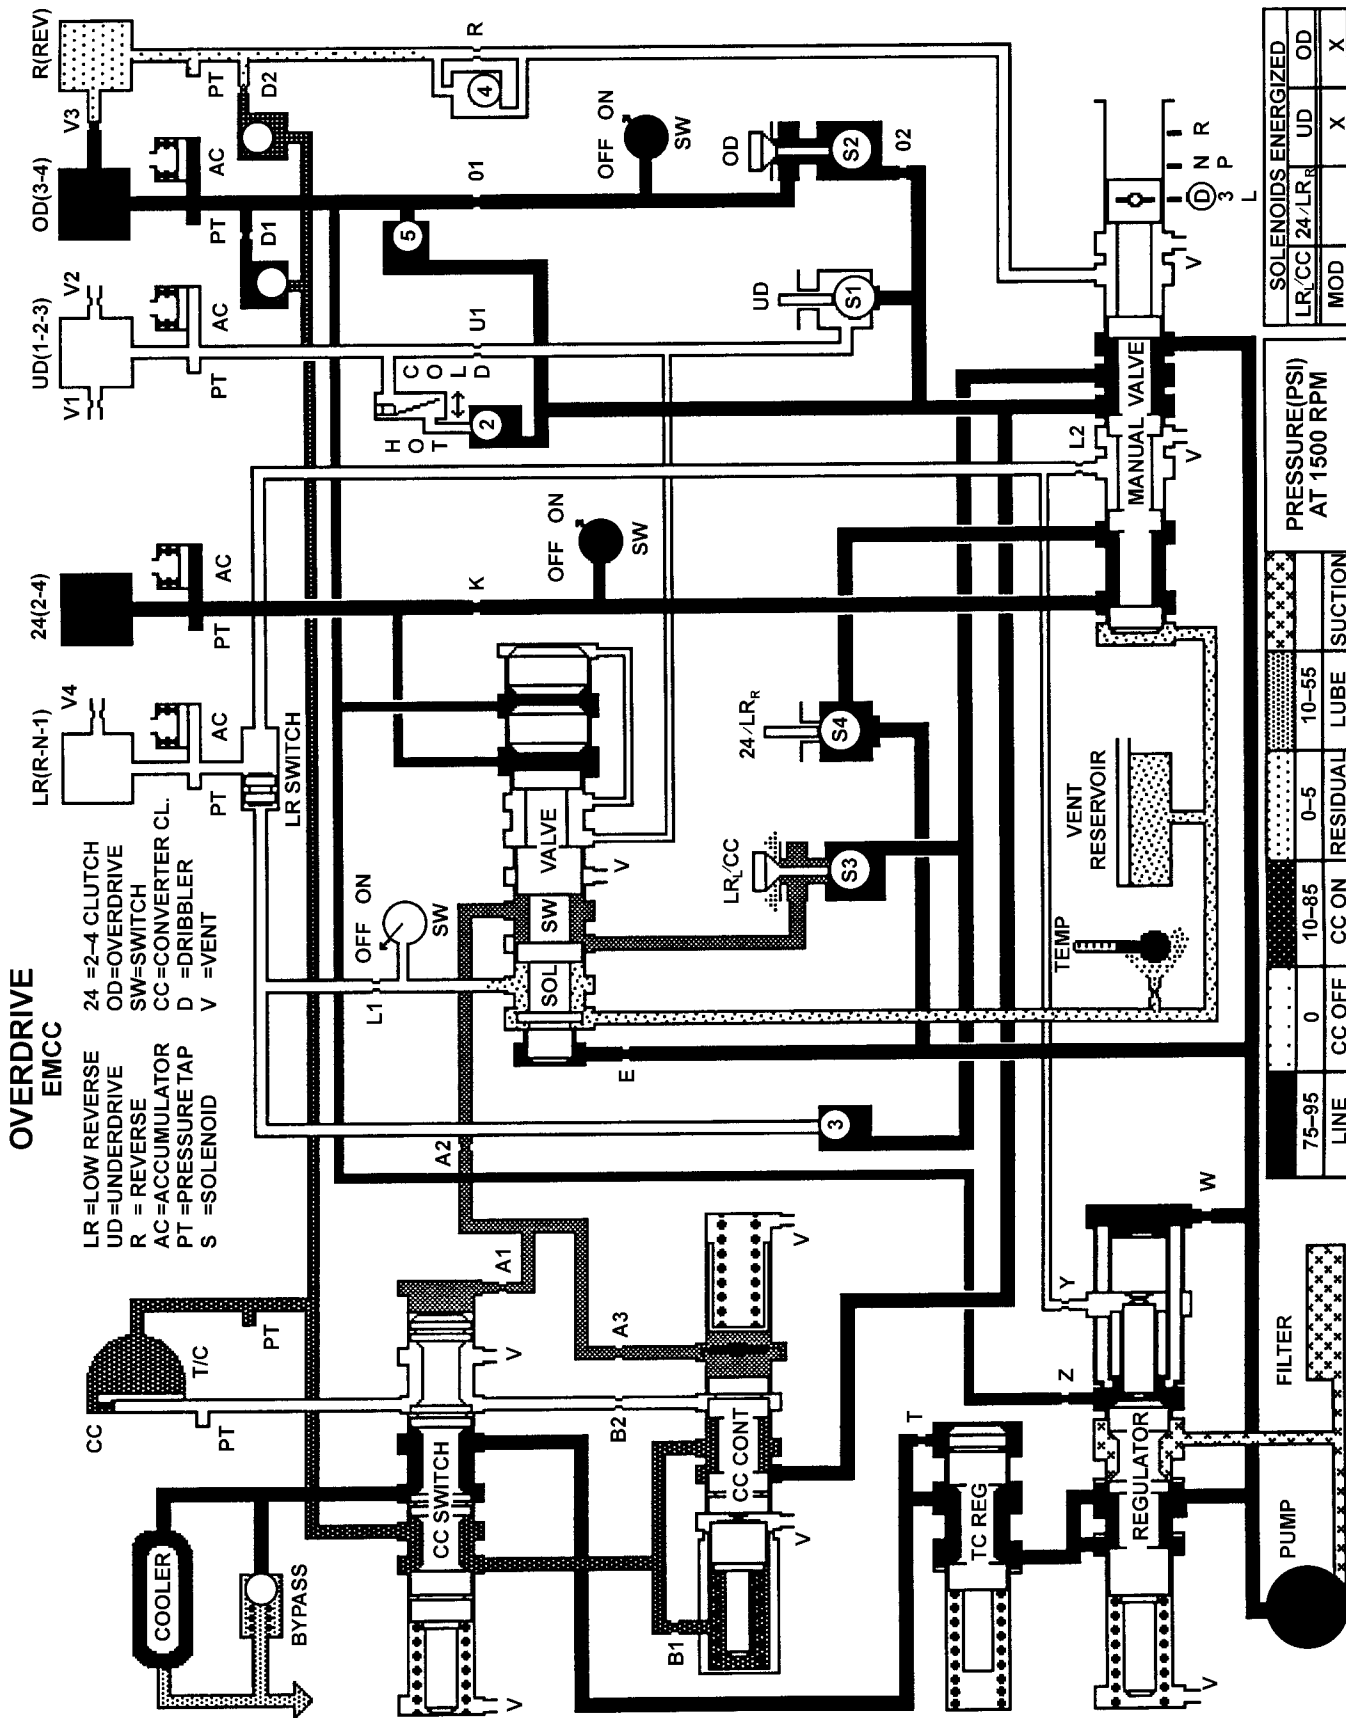 OVERDRIVE
EMCC
LR =LOW REVERSE
UD =UNDERDRIVE
R = REVERSE
AC =ACCUMULATOR
PT =PRESSURE TAP
S =SOLENOID
24 =2–4 CLUTCH
OD=OVERDRIVE
SW=SWITCH
CC =CONVERTER CL.
D =DRIBBLER
V =VENT
LR(R-N-1)
V4
PT
AC
LR SWITCH
24(2-4)
PT
AC
UD(1-2-3)
V1
V2
PT
AC
OD(3-4)
V3
PT
AC
R(REV)
PT
D1
D2
R
4
01
5
OFF ON
SW
OD
S2
02
U1
COLD
HOT
2
UD
S1
K
OFF ON
SW
L2
OFF ON
SW
L1
SOL SW VALVE
V
E
24/LRR
S4
LRL/CC
S3
3
A2
A1
A3
CC
T/C
PT
PT
COOLER
BYPASS
CC SWITCH
V
V
B2
B1
CC CONT
V
V
T
TC REG
Z
Y
W
REGULATOR
V
PUMP
FILTER
TEMP
VENT
RESERVOIR
MANUAL VALVE
V
V
D N R
3 P
L
75–95 0 10–85 0–5 10–55
LINE CC OFF CC ON RESIDUAL LUBE SUCTION
PRESSURE(PSI)
AT 1500 RPM
SOLENOIDS ENERGIZED
LRL/CC 24/LRR UD OD
MOD X X